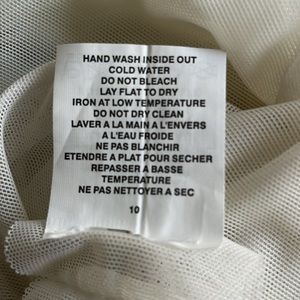 HAND WASH INSIDE OUT
COLD WATER
DO NOT BLEACH
LAY FLAT TO DRY
IRON AT LOW TEMPERATURE
DO NOT DRY CLEAN
LAVER A LA MAIN A L'ENVERS
A L'EAU FROIDE
NE PAS BLANCHIR
ETENDRE A PLAT POUR SECHER
REPASSER A BASSE
TEMPERATURE
NE PAS NETTOYER A SEC
10